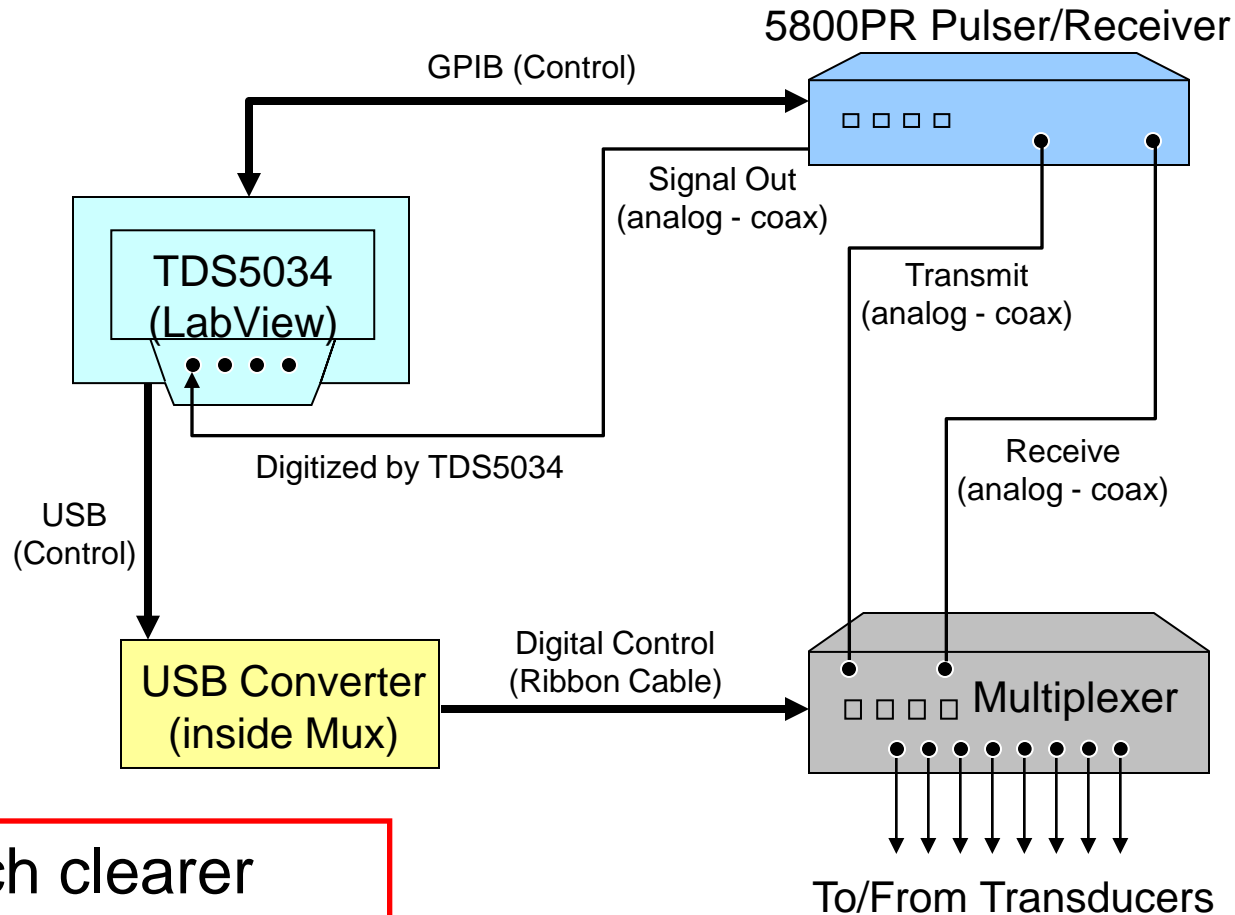 5800PR Pulser/Receiver
GPIB (Control)
Signal Out
(analog - coax)
TDS5034
(LabView)
Transmit
(analog - coax)
Digitized by TDS5034
Receive
(analog - coax)
USB
(Control)
Digital Control
(Ribbon Cable)
USB Converter
(inside Mux)
Multiplexer
clearer
To/From Transducers